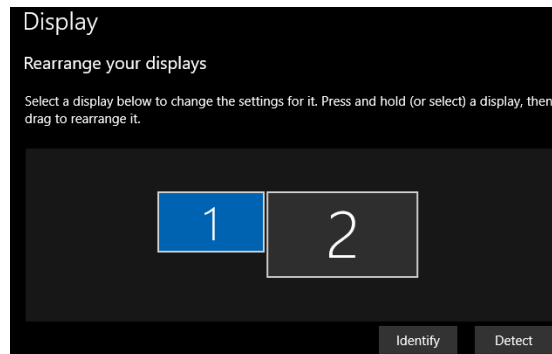 Display
Rearrange your displays
Select a display below to change the settings for it. Press and hold (or select) a display, then
drag to rearrange it.
1 2
Identify Detect